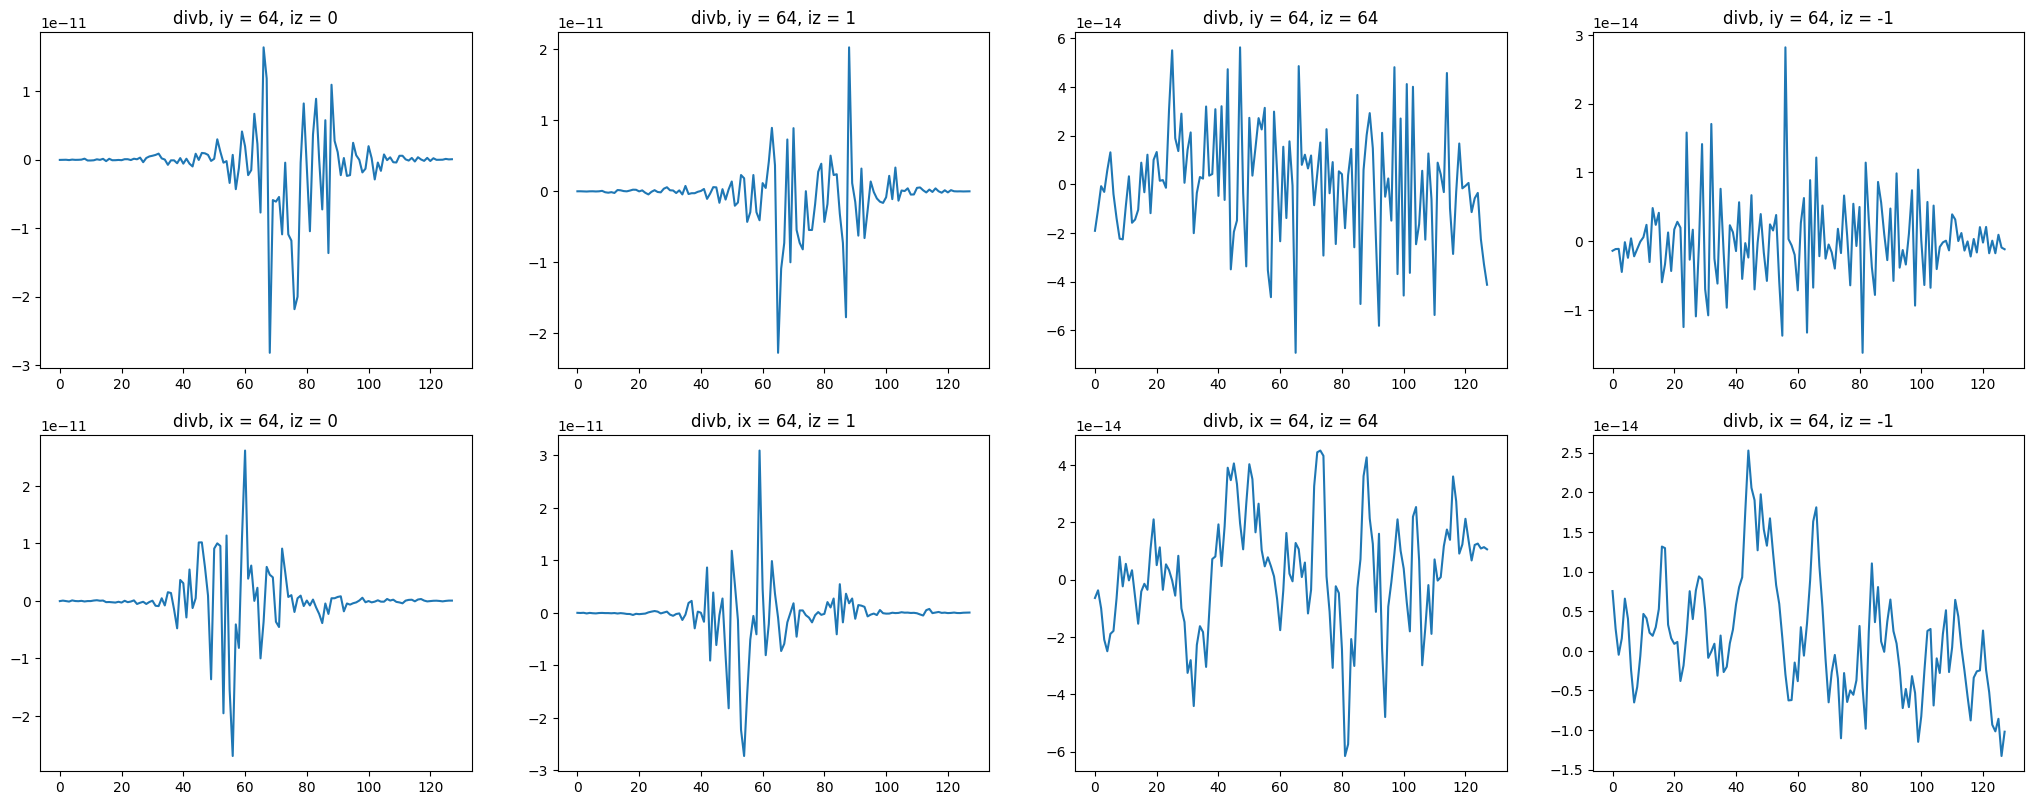 divb, iy = 64, iz = 0
1e−11
1
0
−1
−2
−3
0 20 40 60 80 100 120
divb, iy = 64, iz = 1
1e−11
2
1
0
−1
−2
0 20 40 60 80 100 120
divb, iy = 64, iz = 64
1e−14
6
4
2
0
−2
−4
−6
0 20 40 60 80 100 120
divb, iy = 64, iz = -1
1e−14
3
2
1
0
−1
0 20 40 60 80 100 120
divb, ix = 64, iz = 0
1e−11
2
1
0
−1
−2
0 20 40 60 80 100 120
divb, ix = 64, iz = 1
1e−11
3
2
1
0
−1
−2
−3
0 20 40 60 80 100 120
divb, ix = 64, iz = 64
1e−14
4
2
0
−2
−4
−6
0 20 40 60 80 100 120
divb, ix = 64, iz = -1
1e−14
2.5
2.0
1.5
1.0
0.5
0.0
−0.5
−1.0
−1.5
0 20 40 60 80 100 120